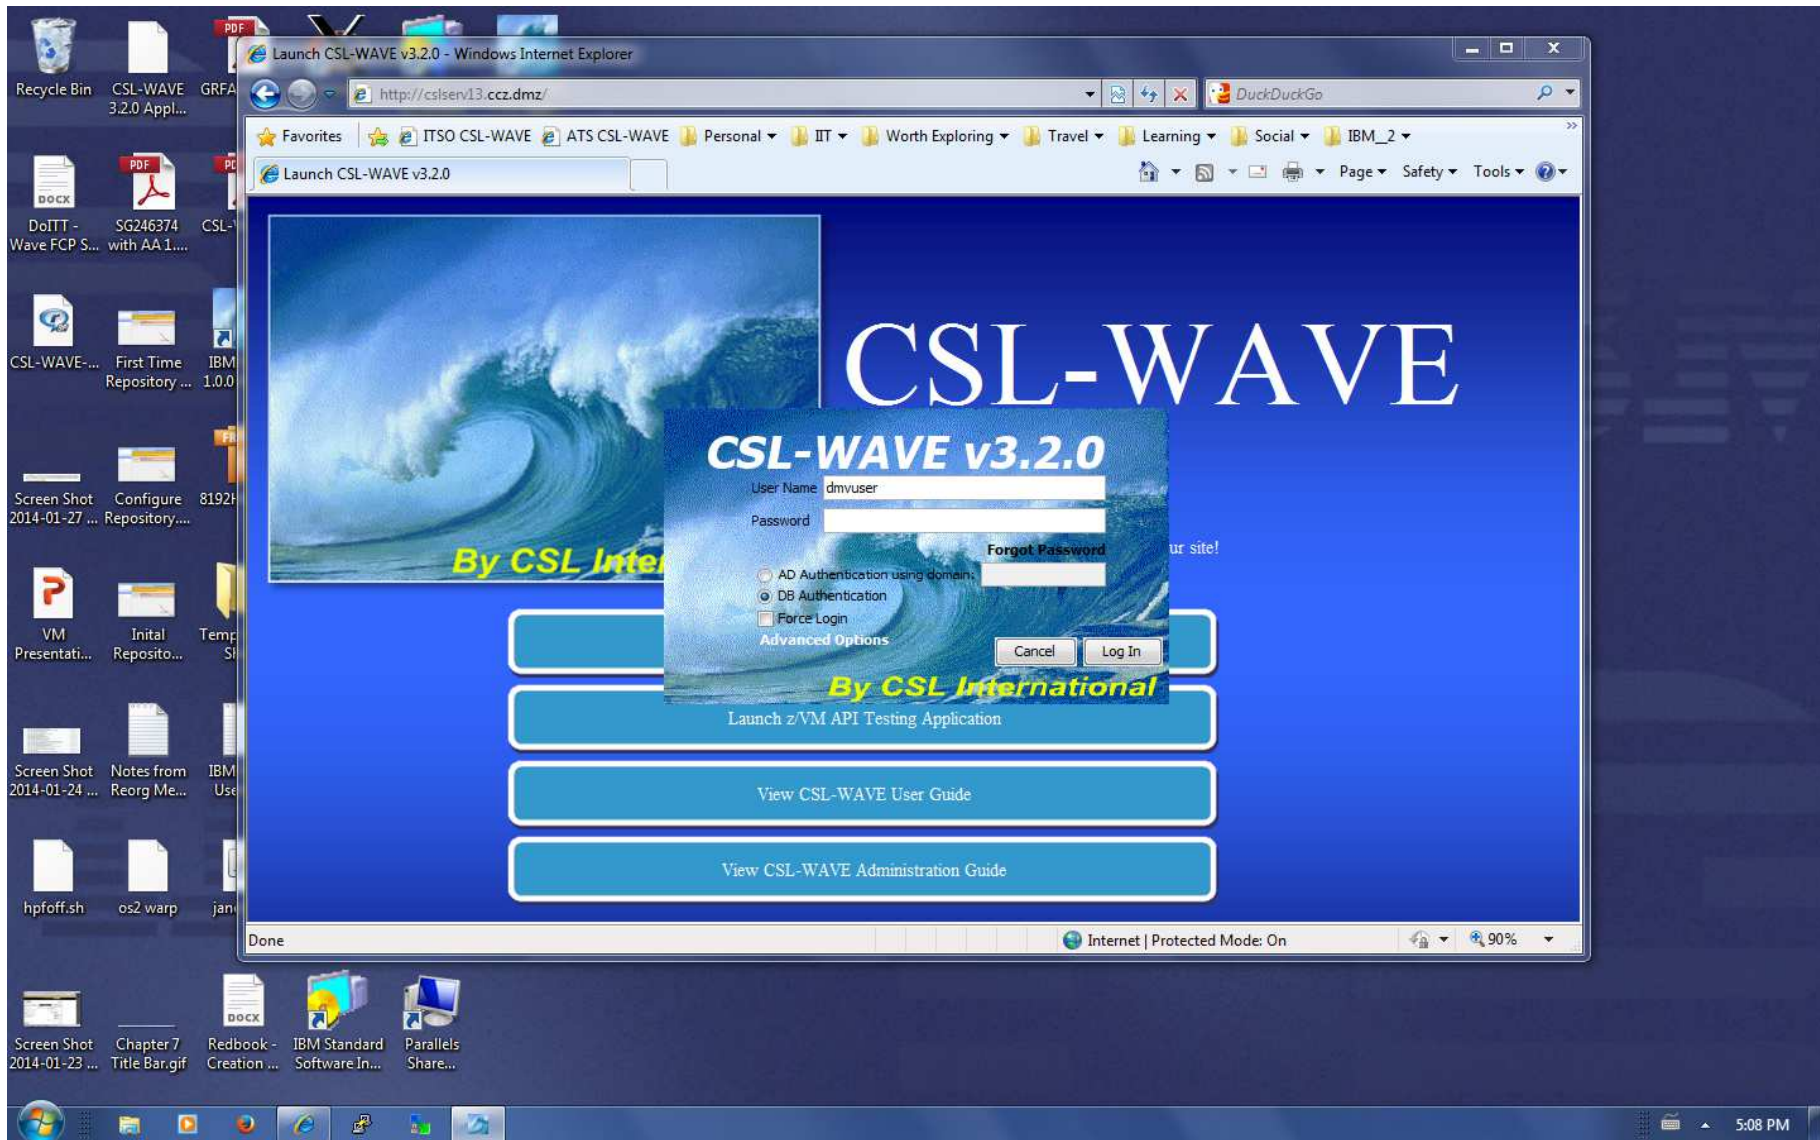 Recycle Bin
CSL-WAVE
3.2.0 Appl...
PDF
GRFA
DOCX
DoITT -
Wave FCP S...
PDF
SG246374
with AA 1....
CSL-WAVE-...
First Time
Repository ...
IBM
1.0.0
Screen Shot
2014-01-27 ...
Configure
Repository....
8192H
VM
Presentati...
Inital
Reposito...
Temp
Screen Shot
2014-01-24 ...
Notes from
Reorg Me...
IBM
Use
hpfoff.sh
os2 warp
jan
Screen Shot
2014-01-23 ...
Chapter 7
Title Bar.gif
DOCX
Redbook -
Creation ...
IBM Standard
Software In...
Parallels
Share...
Launch CSL-WAVE v3.2.0 - Windows Internet Explorer
http://cslserv13.ccz.dmz/
DuckDuckGo
Favorites
ITSO CSL-WAVE
ATS CSL-WAVE
Personal
IIT
Worth Exploring
Travel
Learning
Social
IBM__2
Launch CSL-WAVE v3.2.0
Page
Safety
Tools
CSL-WAVE
By CSL Inter
ur site!
CSL-WAVE v3.2.0
User Name dmvuser
Password
Forgot Password
AD Authentication using domain:
DB Authentication
Force Login
Advanced Options
Cancel
Log In
By CSL International
Launch z/VM API Testing Application
View CSL-WAVE User Guide
View CSL-WAVE Administration Guide
Done
Internet | Protected Mode: On
90%
5:08 PM